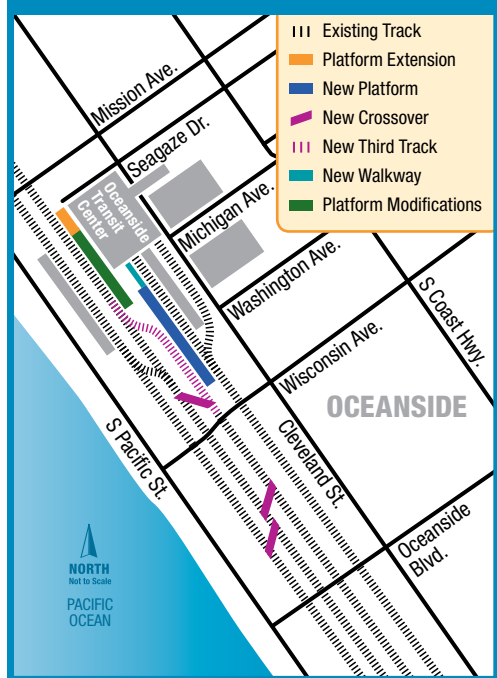 Existing Track
Platform Extension
New Platform
New Crossover
New Third Track
New Walkway
Platform Modifications
Mission Ave.
Seagaze Dr.
Oceanside
Transit
Center
Michigan Ave.
Washington Ave.
S Coast Hwy.
Wisconsin Ave.
OCEANSIDE
S Pacific St.
Cleveland St.
Oceanside
Blvd.
NORTH
Not to Scale
PACIFIC
OCEAN